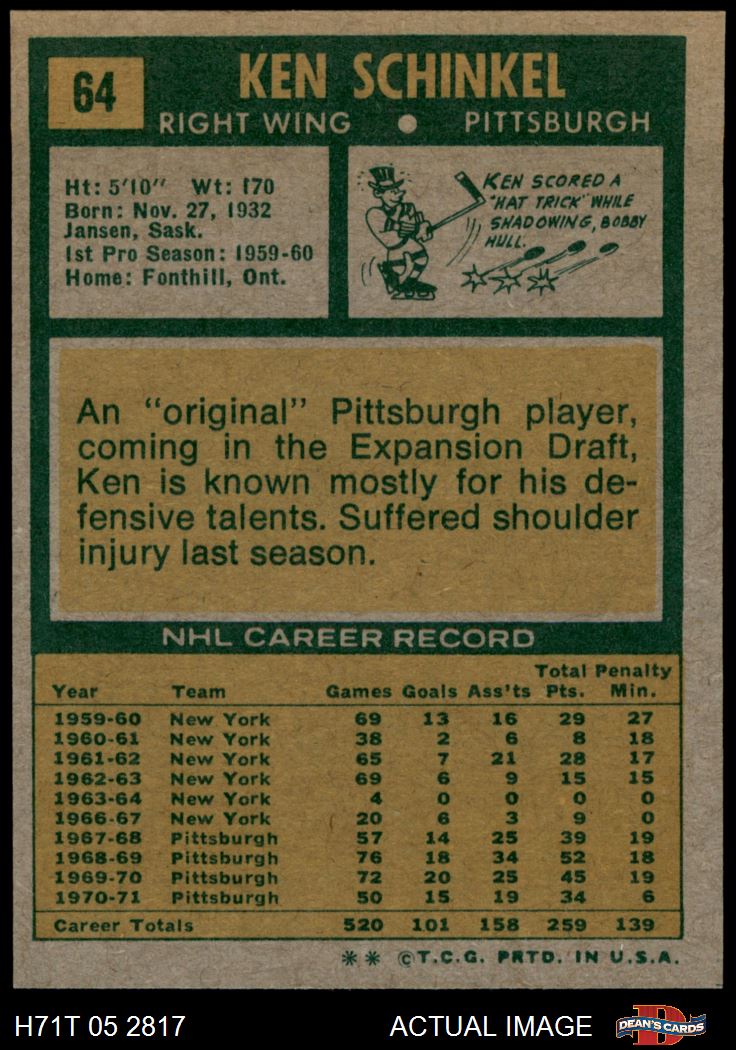 64
KEN SCHINKEL
RIGHT WING ● PITTSBURGH
Ht: 5'10" Wt: 170
Born: Nov. 27, 1932
Jansen, Sask.
1st Pro Season: 1959-60
Home: Fonthill, Ont.
KEN SCORED A
"HAT TRICK" WHILE
SHADOWING, BOBBY
HULL.
An "original" Pittsburgh player,
coming in the Expansion Draft,
Ken is known mostly for his de-
fensive talents. Suffered shoulder
injury last season.
NHL CAREER RECORD
Total Penalty
Year Team Games Goals Ass'ts Pts. Min.
1959-60 New York 69 13 16 29 27
1960-61 New York 38 2 6 8 18
1961-62 New York 65 7 21 28 17
1962-63 New York 69 6 9 15 15
1963-64 New York 4 0 0 0 0
1966-67 New York 20 6 3 9 0
1967-68 Pittsburgh 57 14 25 39 19
1968-69 Pittsburgh 76 18 34 52 18
1969-70 Pittsburgh 72 20 25 45 19
1970-71 Pittsburgh 50 15 19 34 6
Career Totals 520 101 158 259 139
** ©T.C.G. PRTD. IN U.S.A.
H71T 05 2817 ACTUAL IMAGE D DEAN'S CARDS